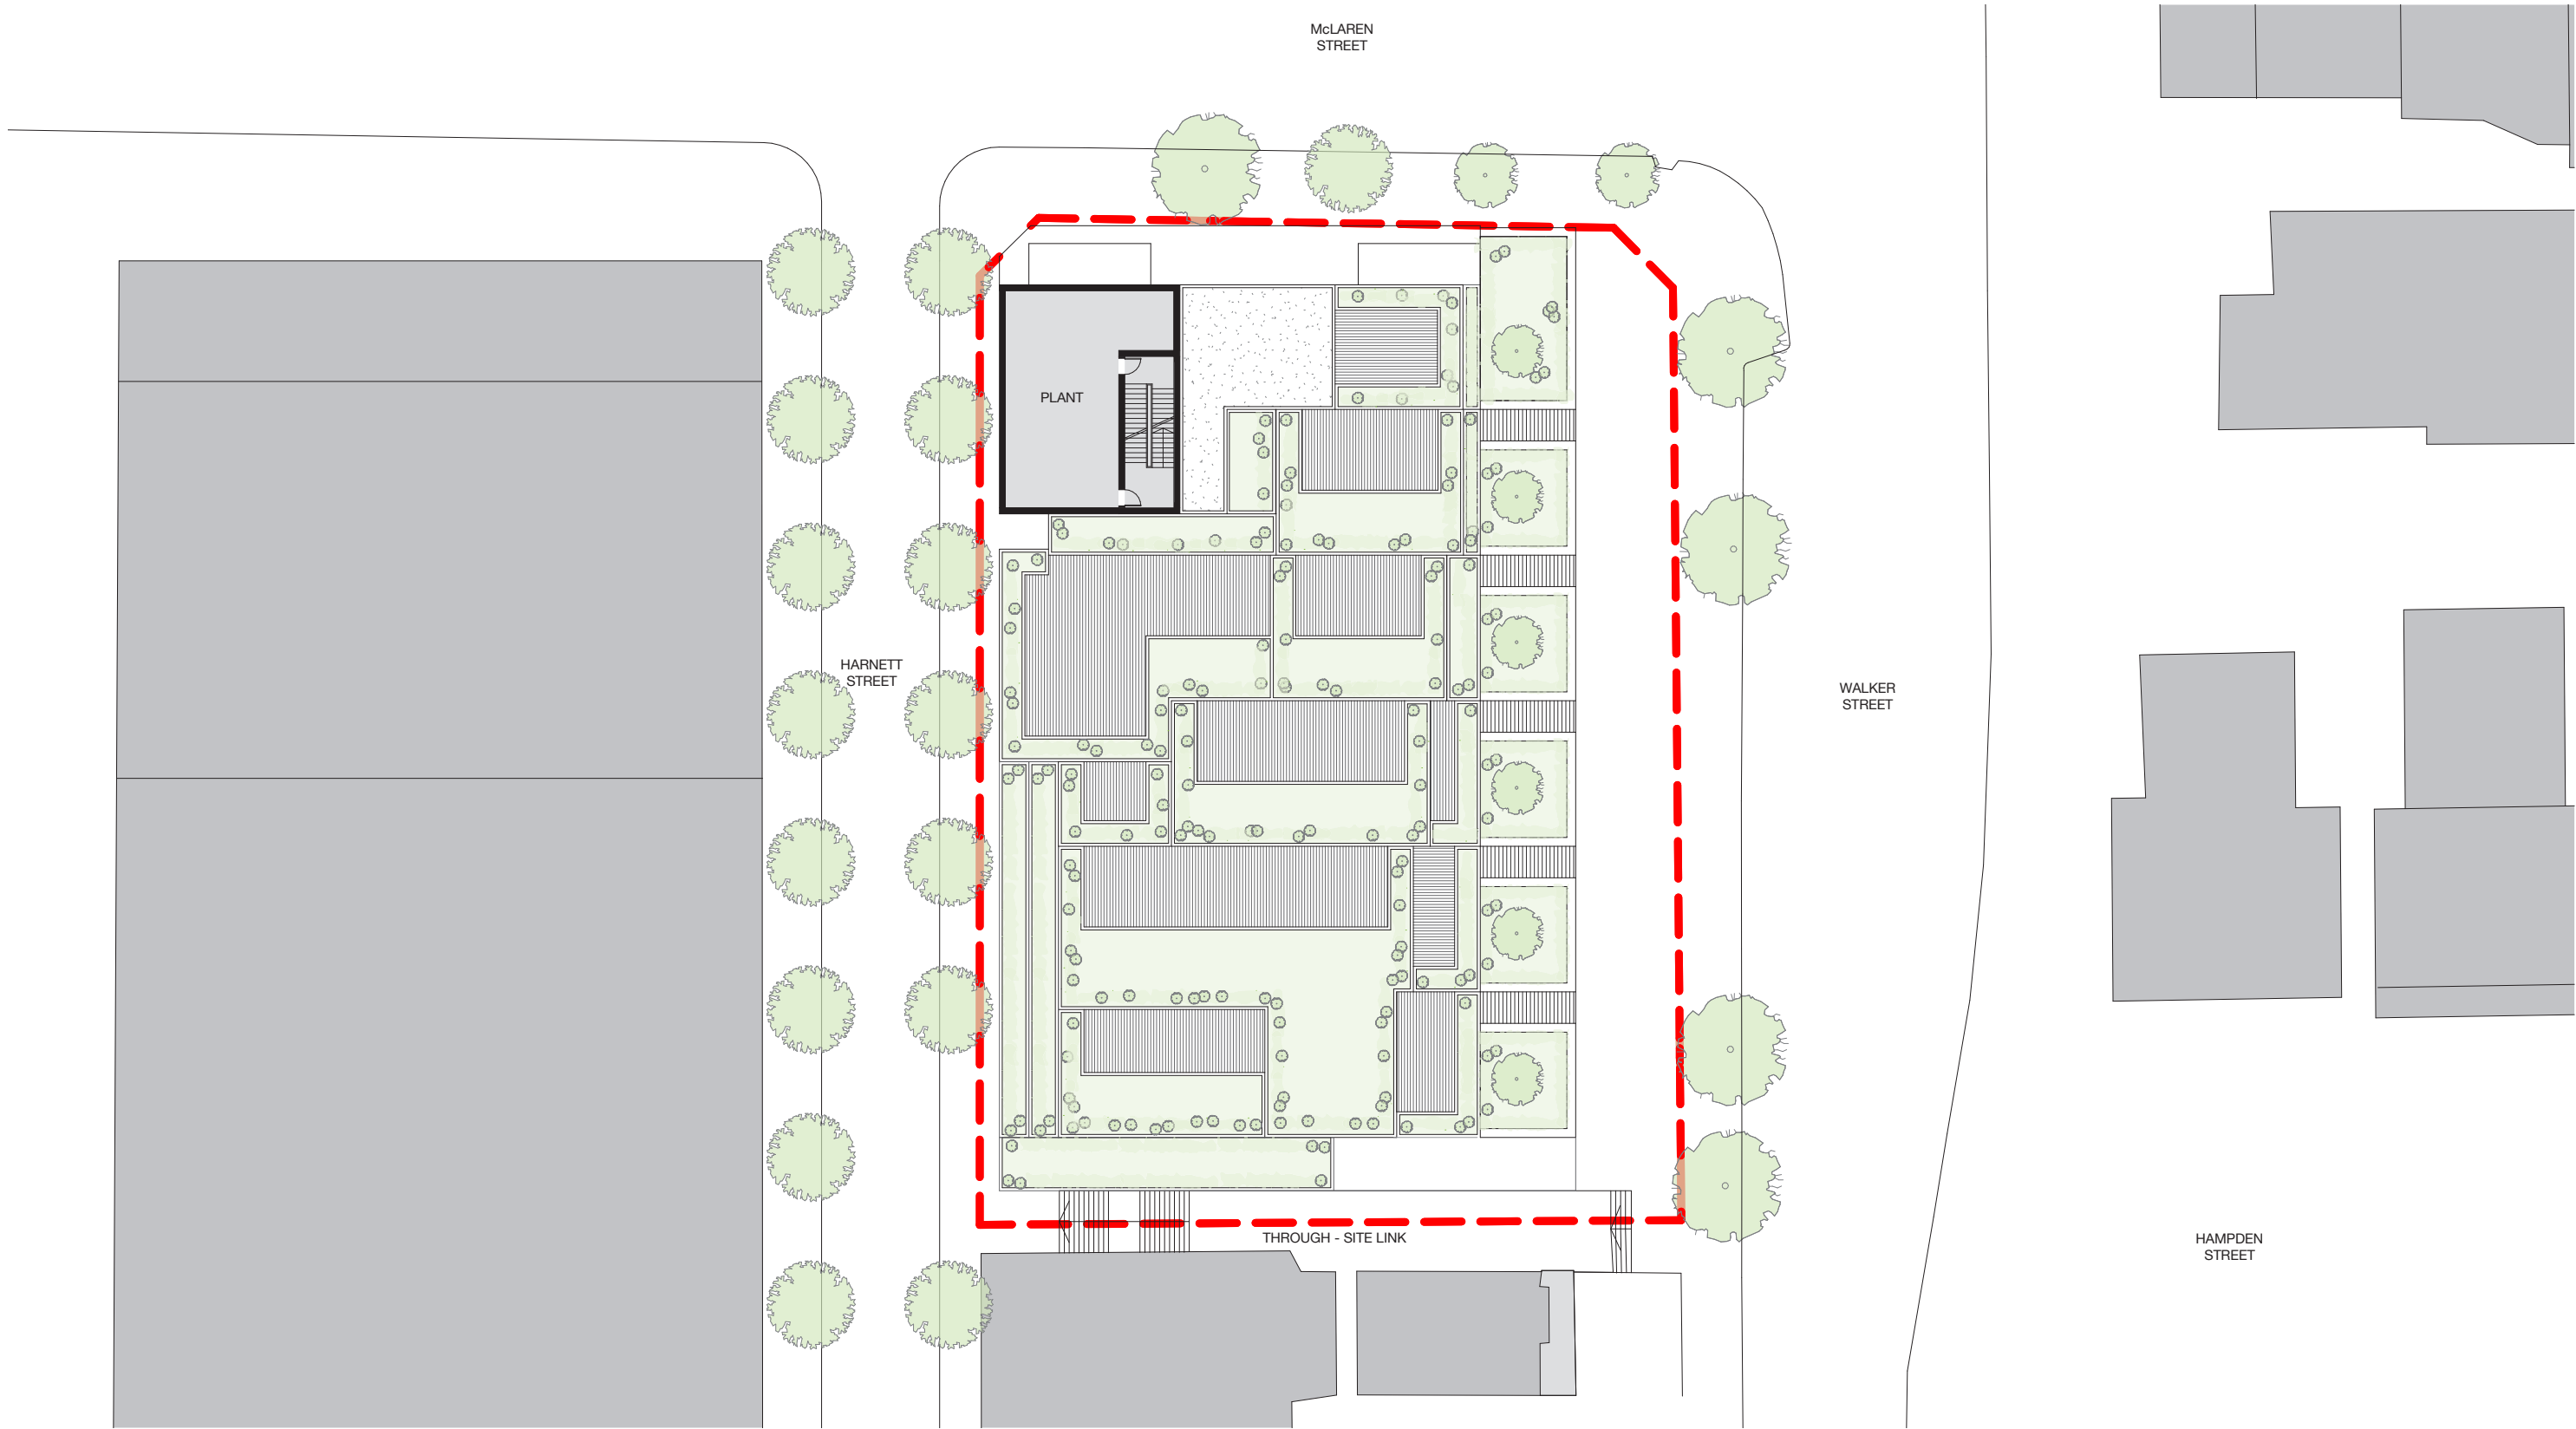 McLAREN
STREET
PLANT
HARNETT
STREET
WALKER
STREET
THROUGH - SITE LINK
HAMPDEN
STREET